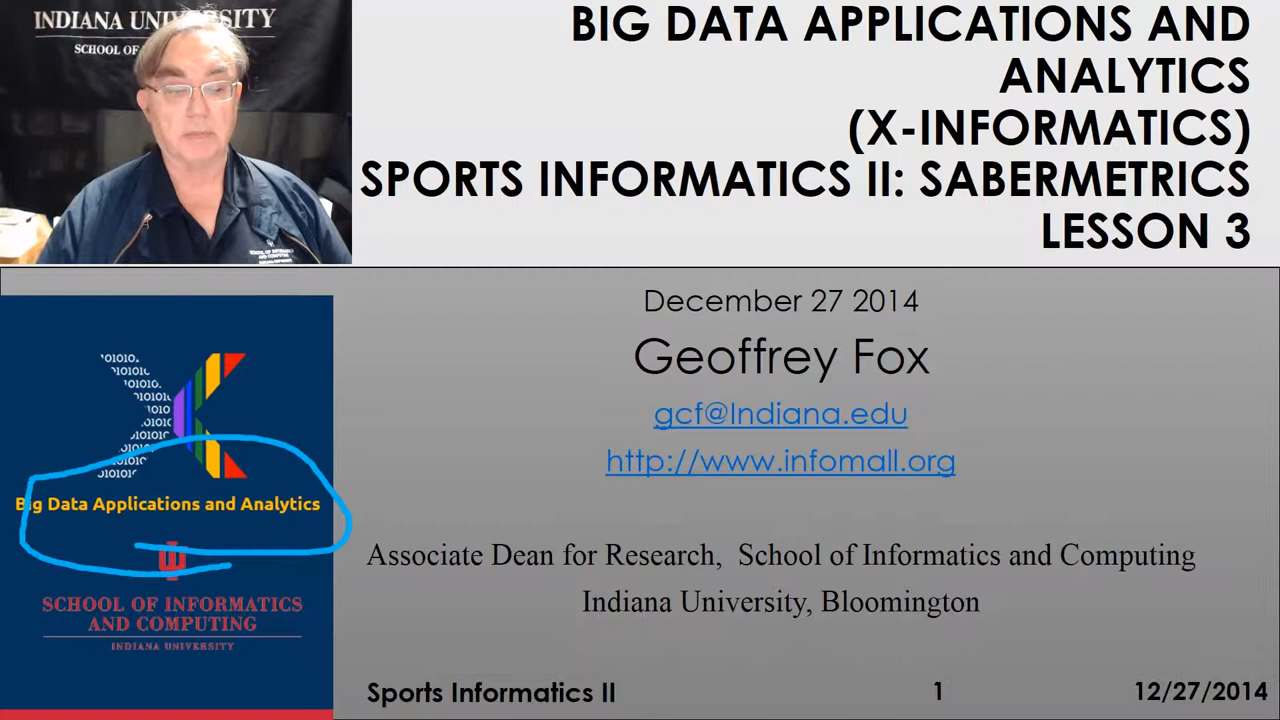 INDIANA UNIVERSITY
SCHOOL OF
BIG DATA APPLICATIONS AND
ANALYTICS
(X-INFORMATICS)
SPORTS INFORMATICS II: SABERMETRICS
LESSON 3
December 27 2014
Geoffrey Fox
gcf@Indiana.edu
http://www.infomall.org
Associate Dean for Research, School of Informatics and Computing
Indiana University, Bloomington
Big Data Applications and Analytics
SCHOOL OF INFORMATICS
AND COMPUTING
INDIANA UNIVERSITY
Sports Informatics II 1 12/27/2014